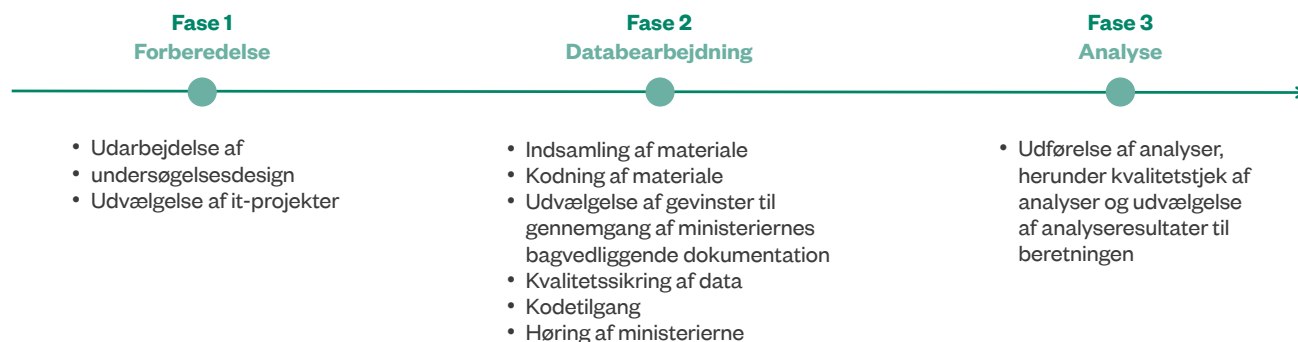 Fase 1
Forberedelse
• Udarbejdelse af
• undersøgelsesdesign
• Udvælgelse af it-projekter
Fase 2
Databearbejdning
• Indsamling af materiale
• Kodning af materiale
• Udvælgelse af gevinster til
gennemgang af ministeriernes
bagvedliggende dokumentation
• Kvalitetssikring af data
• Kodetilgang
• Høring af ministerierne
Fase 3
Analyse
• Udførelse af analyser,
herunder kvalitetstjek af
analyser og udvælgelse
af analyseresultater til
beretningen